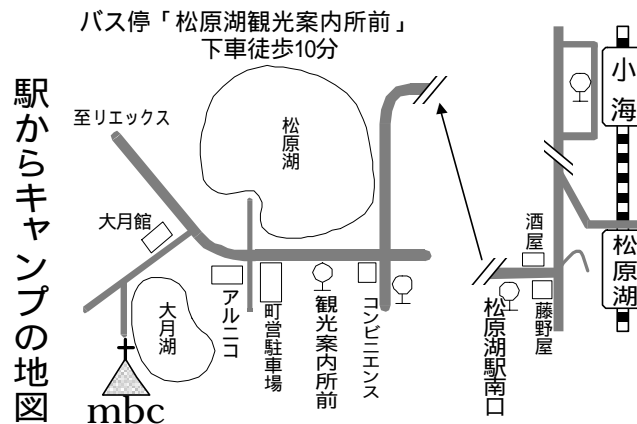 バス停「松原湖観光案内所前」
下車徒歩10分
駅からキャンプの地図
至リエックス
松原湖
小海
大月館
酒屋
松原湖
大月湖
アルニコ
町営駐車場
観光案内所前
コンビニエンス
松原湖駅南口
藤野屋
mbc